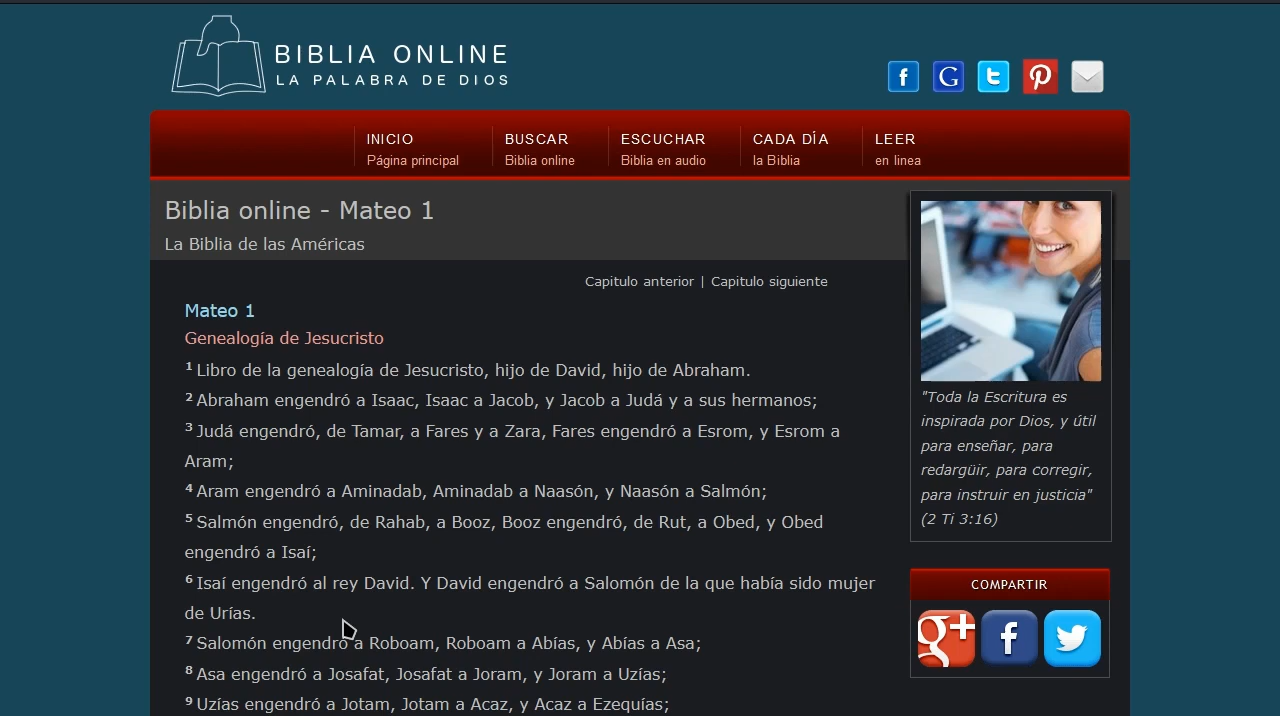 BIBLIA ONLINE
LA PALABRA DE DIOS
INICIO
Página principal
BUSCAR
Biblia online
ESCUCHAR
Biblia en audio
CADA DÍA
la Biblia
LEER
en linea
Biblia online - Mateo 1
La Biblia de las Américas
Capitulo anterior | Capitulo siguiente
Mateo 1
Genealogía de Jesucristo
1 Libro de la genealogía de Jesucristo, hijo de David, hijo de Abraham.
2 Abraham engendró a Isaac, Isaac a Jacob, y Jacob a Judá y a sus hermanos;
3 Judá engendró, de Tamar, a Fares y a Zara, Fares engendró a Esrom, y Esrom a
Aram;
4 Aram engendró a Aminadab, Aminadab a Naasón, y Naasón a Salmón;
5 Salmón engendró, de Rahab, a Booz, Booz engendró, de Rut, a Obed, y Obed
engendró a Isaí;
6 Isaí engendró al rey David. Y David engendró a Salomón de la que había sido mujer
de Urías.
7 Salomón engendró a Roboam, Roboam a Abías, y Abías a Asa;
8 Asa engendró a Josafat, Josafat a Joram, y Joram a Uzías;
9 Uzías engendró a Jotam, Jotam a Acaz, y Acaz a Ezequías;
"Toda la Escritura es
inspirada por Dios, y útil
para enseñar, para
redargüir, para corregir,
para instruir en justicia"
(2 Ti 3:16)
COMPARTIR